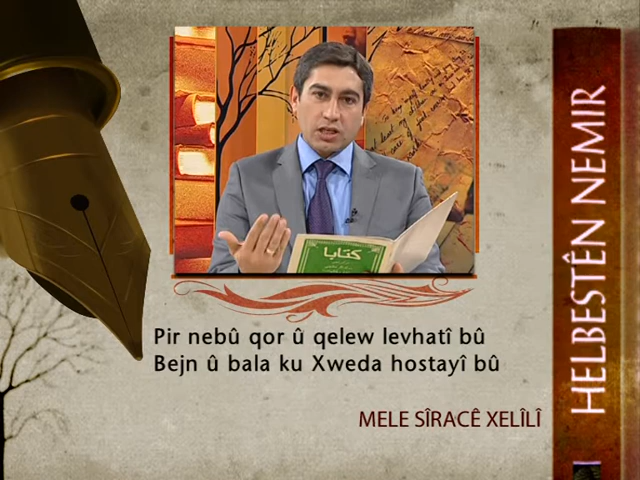 کتابا
Pir nebû qor û qelew levhatî bû
Bejn û bala ku Xweda hostayî bû
MELE SÎRACÊ XELÎLÎ
HELBESTÊN NEMIR